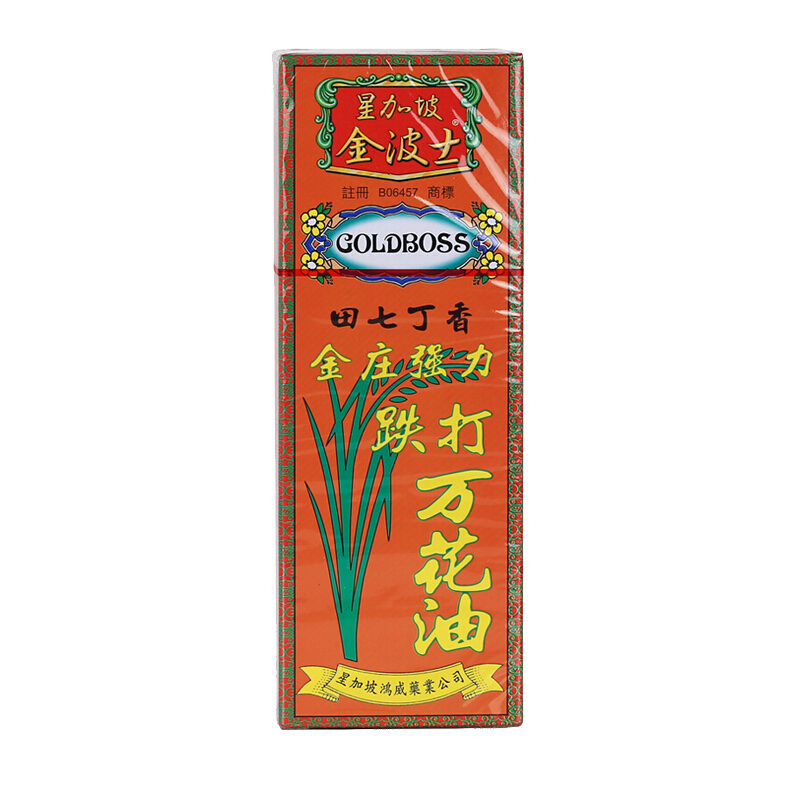 星加坡
金波士®
註冊 B06457 商標
GOLDBOSS
田七丁香
金庄强力
跌打
万花油
星加坡鴻威藥業公司